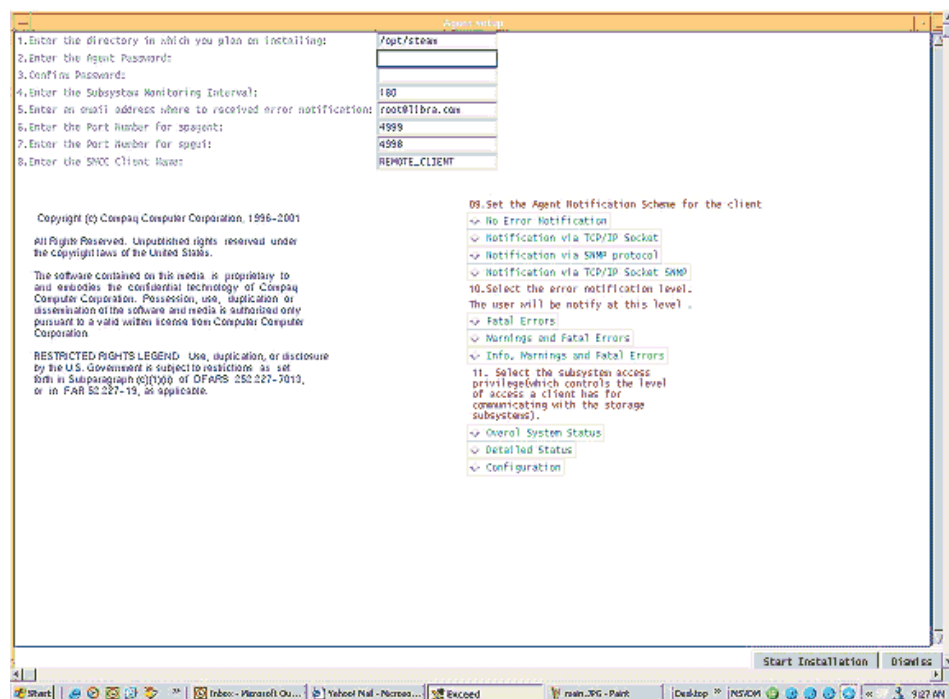 Agent setup
1.Enter the directory in which you plan on installing: /opt/steam
2.Enter the Agent Password:
3.Confirm Password:
4.Enter the Subsystem Monitoring Interval: 180
5.Enter an email address where to received error notification: root@libra.com
6.Enter the Port Number for spagent: 4999
7.Enter the Port Number for spgui: 4998
8.Enter the SWCC Client Name: REMOTE_CLIENT
Copyright (c) Compaq Computer Corporation, 1996-2001
All Rights Reserved. Unpublished rights reserved under
the copyright laws of the United States.
The software contained on this media is proprietary to
and embodies the confidential technology of Compaq
Computer Corporation. Possession, use, duplication or
dissemination of the software and media is authorized only
pursuant to a valid written license from Computer Computer
Corporation
RESTRICTED RIGHTS LEGEND Use, duplication, or disclosure
by the U.S. Government is subject to restrictions as set
forth in Subparagraph (c)(1)(ii) of DFARS 252.227-7013,
or in FAR 52.227-19, as applicable.
09.Set the Agent Notification Scheme for the client
No Error Notification
Notification via TCP/IP Socket
Notification via SNMP protocol
Notification via TCP/IP Socket SNMP
10.Select the error notification level.
The user will be notify at this level .
Fatal Errors
Warnings and Fatal Errors
Info, Warnings and Fatal Errors
11. Select the subsystem access
privilege(which controls the level
of access a client has for
communicating with the storage
subsystems).
Overal System Status
Detailed Status
Configuration
Start Installation Dismiss
Start Inbox - Microsoft Ou... Yahoo! Mail - Microso... Exceed main.JPG - Paint Desktop » 9:27 AM